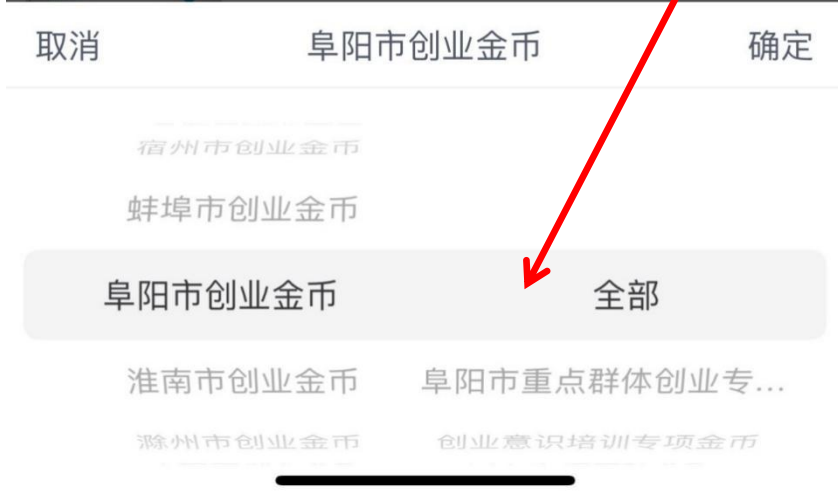 取消 阜阳市创业金币 确定
宿州市创业金币
蚌埠市创业金币
阜阳市创业金币 全部
淮南市创业金币 阜阳市重点群体创业专...
滁州市创业金币 创业意识培训专项金币